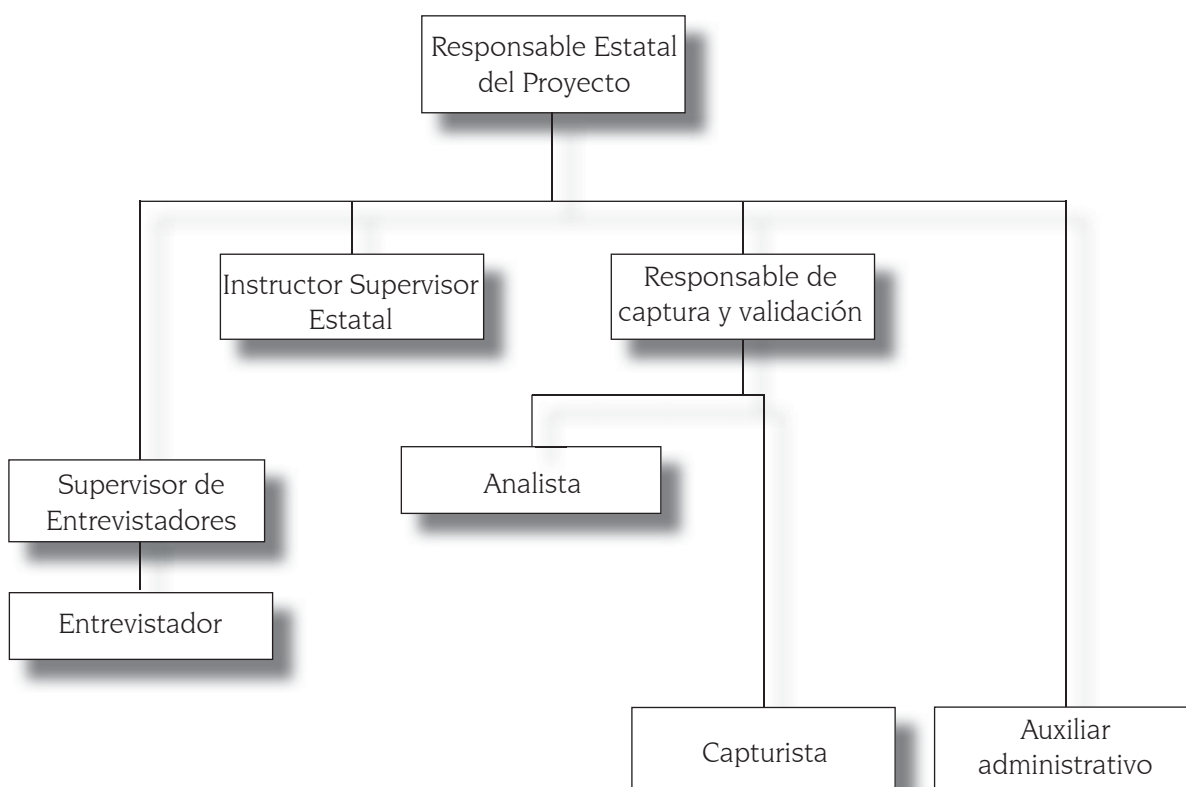 Responsable Estatal
del Proyecto
Instructor Supervisor
Estatal
Responsable de
captura y validación
Supervisor de
Entrevistadores
Analista
Entrevistador
Capturista
Auxiliar
administrativo